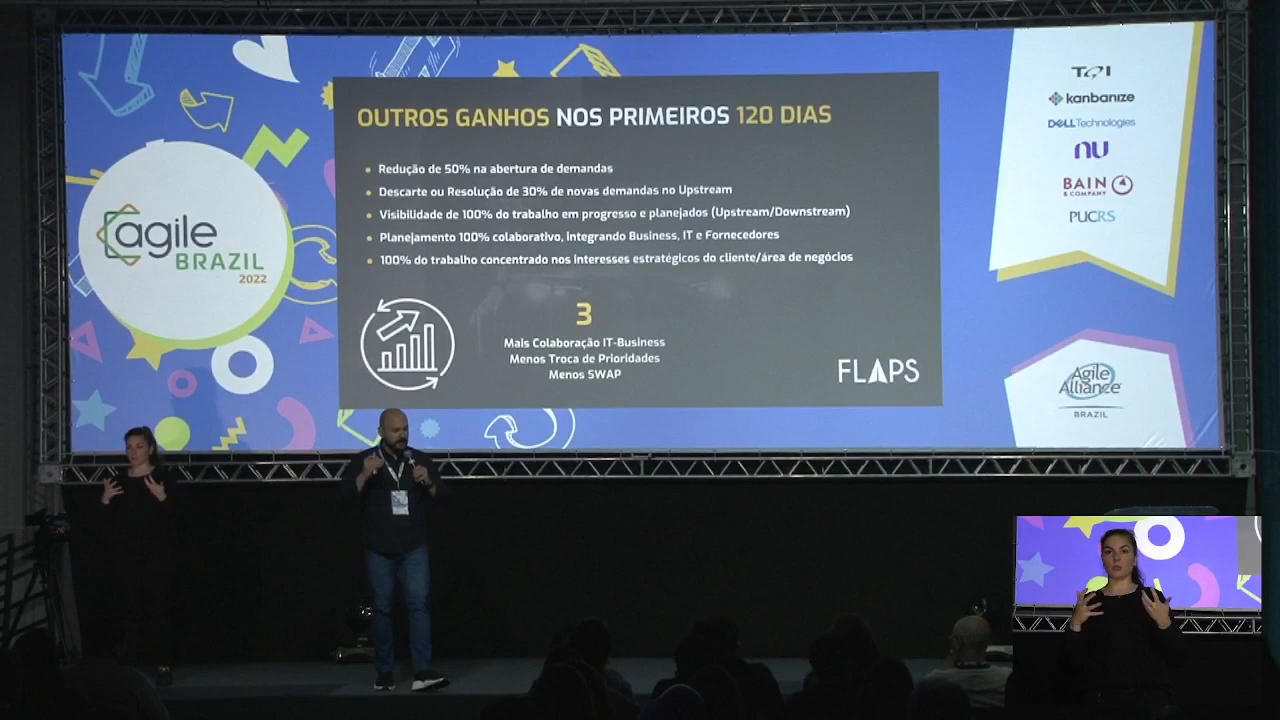 OUTROS GANHOS NOS PRIMEIROS 120 DIAS
Redução de 50% na abertura de demandas
Descarte ou Resolução de 30% de novas demandas no Upstream
Visibilidade de 100% do trabalho em progresso e planejados (Upstream/Downstream)
Planejamento 100% colaborativo, integrando Business, IT e Fornecedores
100% do trabalho concentrado nos interesses estratégicos do cliente/área de negócios
3
Mais Colaboração IT-Business
Menos Troca de Prioridades
Menos SWAP
FLAPS
agile
BRAZIL
2022
kanbanize
DELL Technologies
nu
BAIN
& COMPANY
PUCRS
Agile
Alliance
BRAZIL